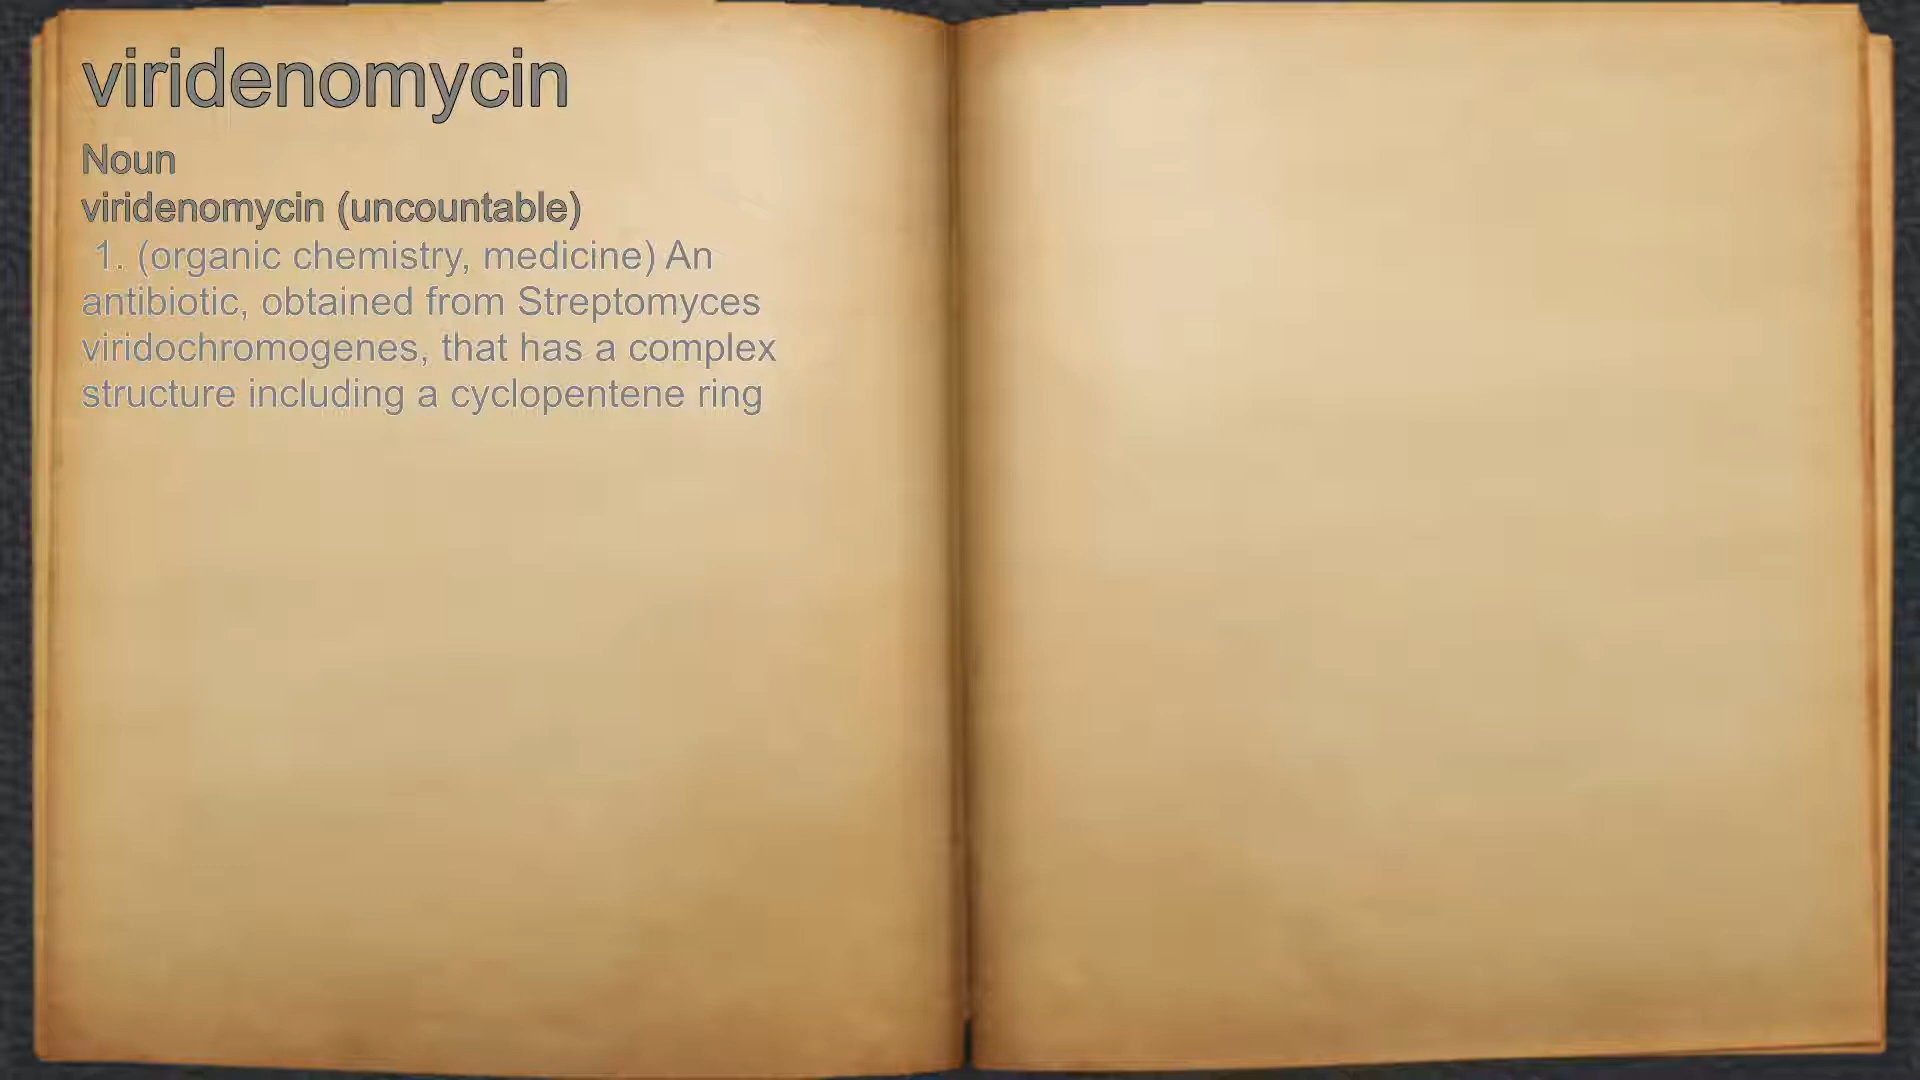 viridenomycin
Noun
viridenomycin (uncountable)
1. (organic chemistry, medicine) An
antibiotic, obtained from Streptomyces
viridochromogenes, that has a complex
structure including a cyclopentene ring